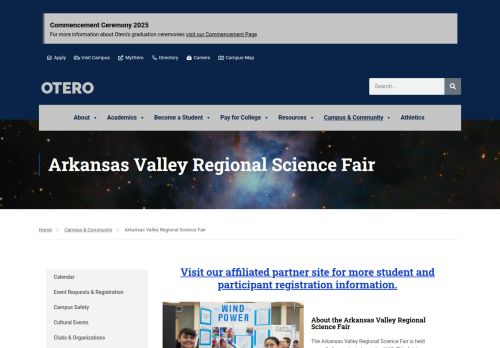 Commencement Ceremony 2025
For more information about Otero's graduation ceremonies visit our Commencement Page
Apply Visit Campus MyOtero Directory Careers Campus Map
OTERO
Search...
About Academics Become a Student Pay for College Resources Campus & Community Athletics
Arkansas Valley Regional Science Fair
Home Campus & Community Arkansas Valley Regional Science Fair
Calendar
Event Requests & Registration
Campus Safety
Cultural Events
Clubs & Organizations
Visit our affiliated partner site for more student and
participant registration information.
WIND
POWER
About the Arkansas Valley Regional
Science Fair
The Arkansas Valley Regional Science Fair is held